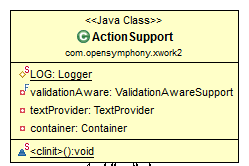 <<Java Class>>
C ActionSupport
com.opensymphony.xwork2
S LOG: Logger
F validationAware: ValidationAwareSupport
textProvider: TextProvider
container: Container
S <clinit>():void